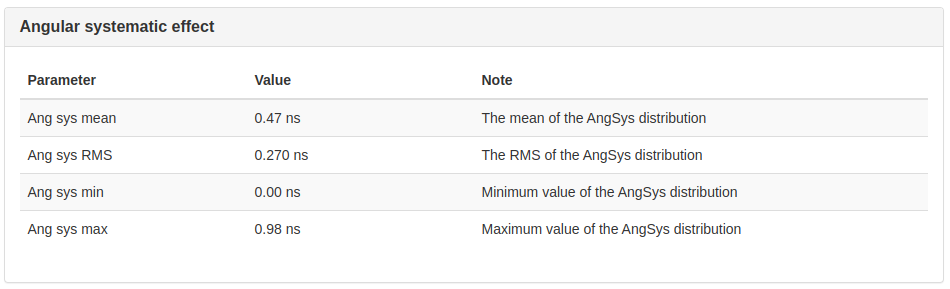 Angular systematic effect
Parameter Value Note
Ang sys mean 0.47 ns The mean of the AngSys distribution
Ang sys RMS 0.270 ns The RMS of the AngSys distribution
Ang sys min 0.00 ns Minimum value of the AngSys distribution
Ang sys max 0.98 ns Maximum value of the AngSys distribution